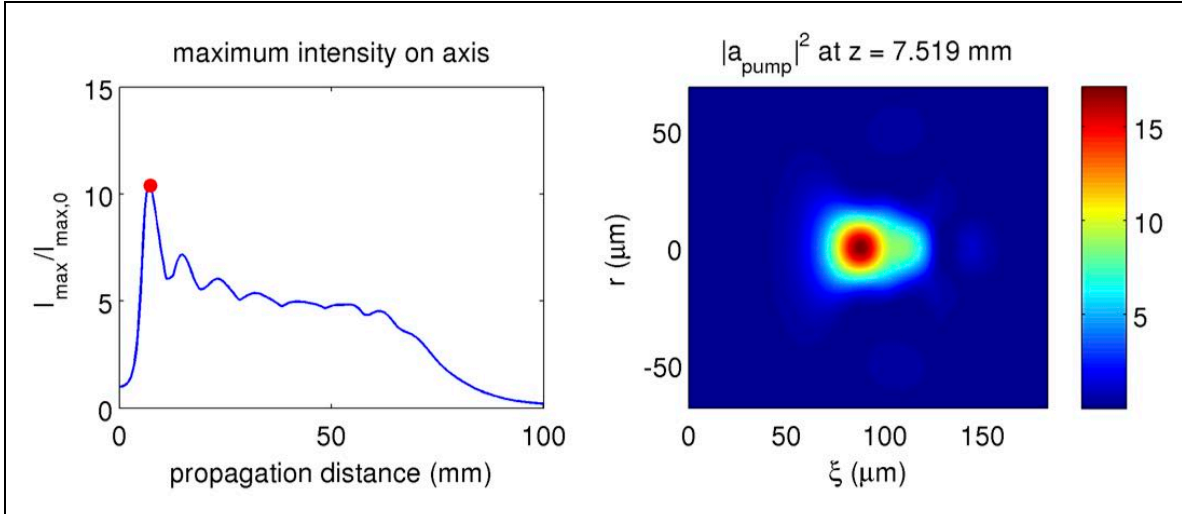 maximum intensity on axis
15
10
5
0
I_max/I_max,0
0 50 100
propagation distance (mm)
|a_pump|² at z = 7.519 mm
50
0
-50
r (μm)
0 50 100 150
ξ (μm)
15
10
5